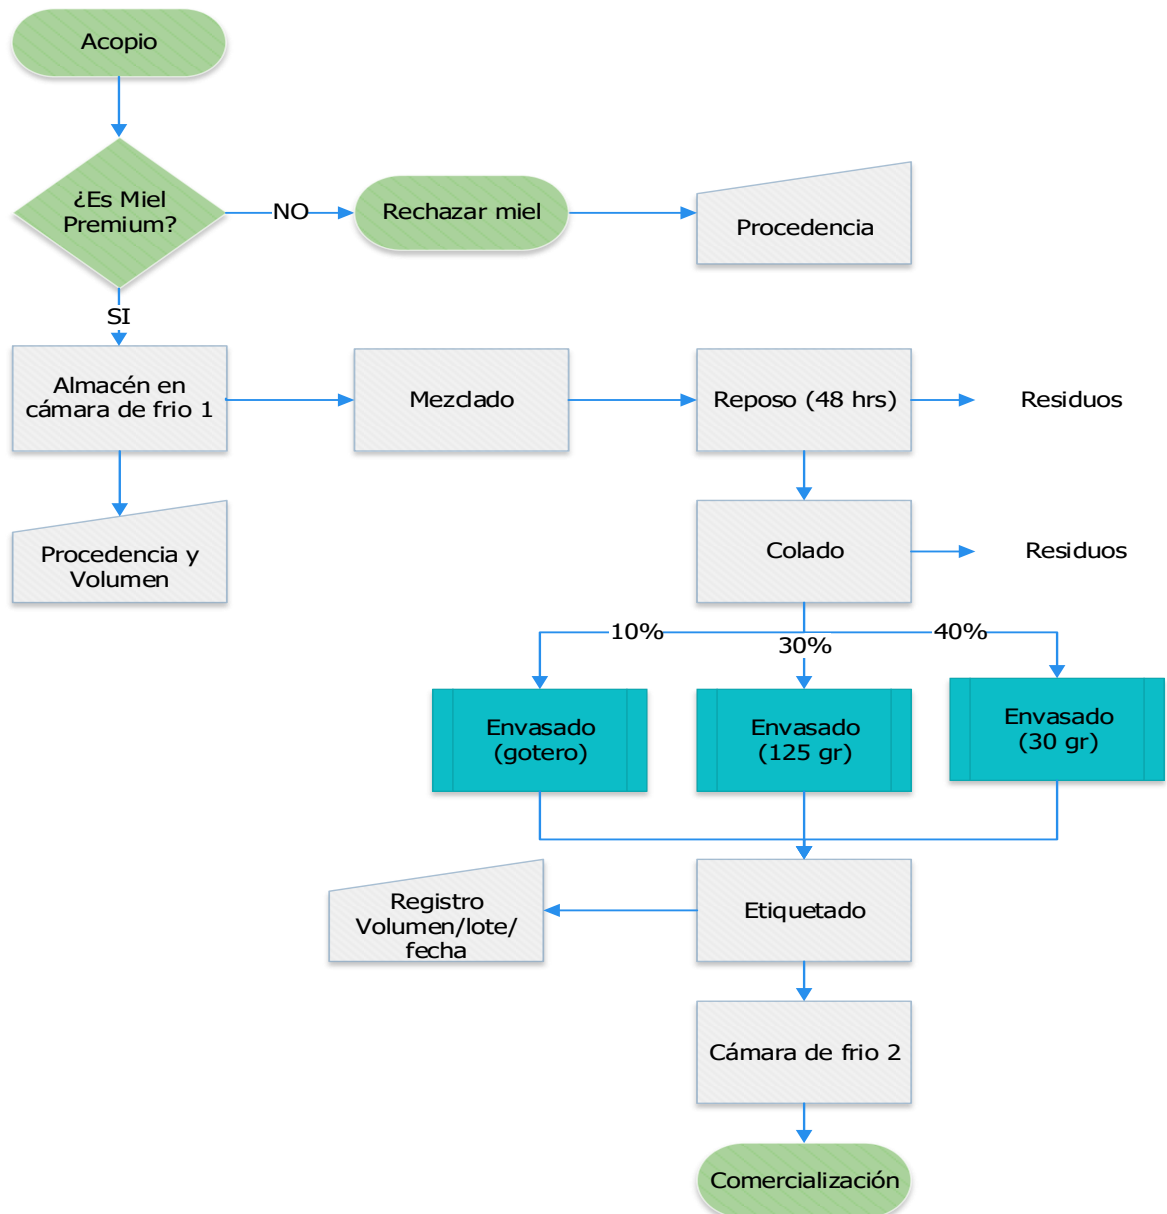 Acopio
¿Es Miel
Premium?
NO
Rechazar miel
Procedencia
SI
Almacén en
cámara de frio 1
Mezclado
Reposo (48 hrs)
Residuos
Procedencia y
Volumen
Colado
Residuos
10%
30%
40%
Envasado
(gotero)
Envasado
(125 gr)
Envasado
(30 gr)
Registro
Volumen/lote/
fecha
Etiquetado
Cámara de frio 2
Comercialización